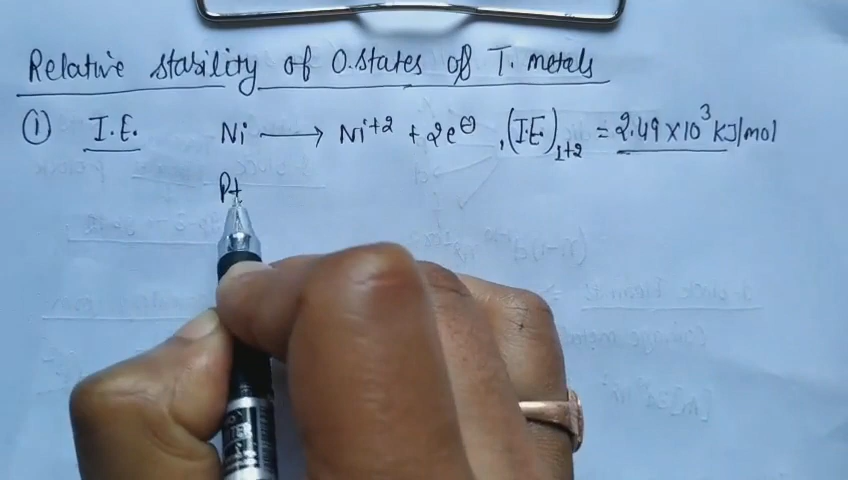 Relative stability of O.states of T. metals
① I.E. Ni ⟶ Ni⁺² + 2e⊖ , (I.E.)₁₊₂ = 2.49 × 10³ KJ/mol
Pt